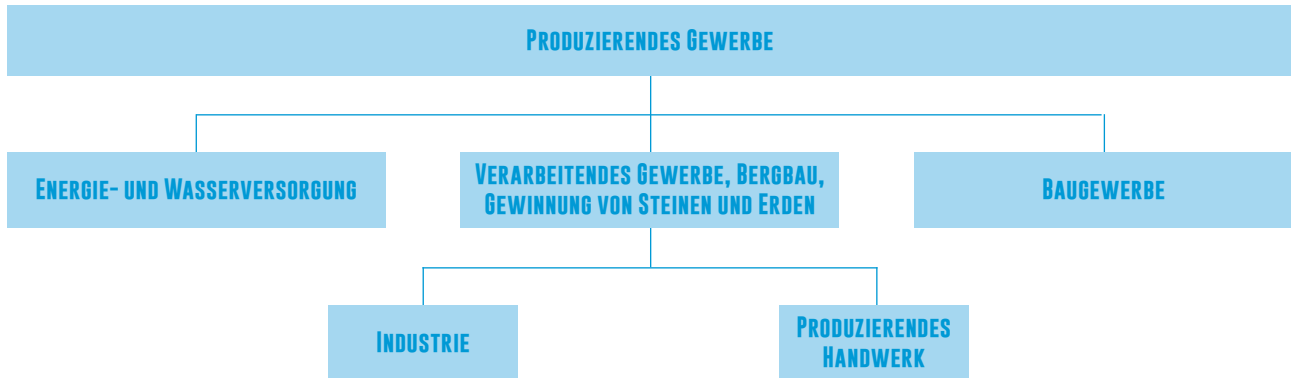 Produzierendes Gewerbe
Energie- und Wasserversorgung
Verarbeitendes Gewerbe, Bergbau,
Gewinnung von Steinen und Erden
Baugewerbe
Industrie
Produzierendes
Handwerk